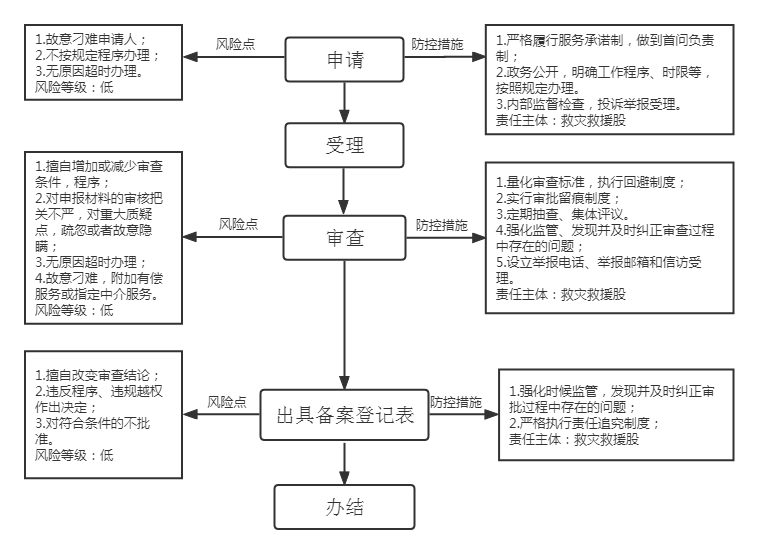 1.故意刁难申请人；
2.不按规定程序办理；
3.无原因超时办理。
风险等级：低
风险点
申请
防控措施
1.严格履行服务承诺制，做到首问负责
制；
2.政务公开，明确工作程序、时限等，
按照规定办理。
3.内部监督检查，投诉举报受理。
责任主体：救灾救援股
受理
1.擅自增加或减少审查
条件，程序；
2.对申报材料的审核把
关不严，对重大质疑
点，疏忽或者故意隐
瞒；
3.无原因超时办理；
4.故意刁难，附加有偿
服务或指定中介服务。
风险等级：低
风险点
审查
防控措施
1.量化审查标准，执行回避制度；
2.实行审批留痕制度；
3.定期抽查、集体评议。
4.强化监管、发现并及时纠正审查过程
中存在的问题；
5.设立举报电话、举报邮箱和信访受
理。
责任主体：救灾救援股
1.擅自改变审查结论；
2.违反程序、违规越权
作出决定；
3.对符合条件的不批
准。
风险等级：低
风险点
出具备案登记表
防控措施
1.强化时候监管，发现并及时纠正审
批过程中存在的问题；
2.严格执行责任追究制度；
责任主体：救灾救援股
办结